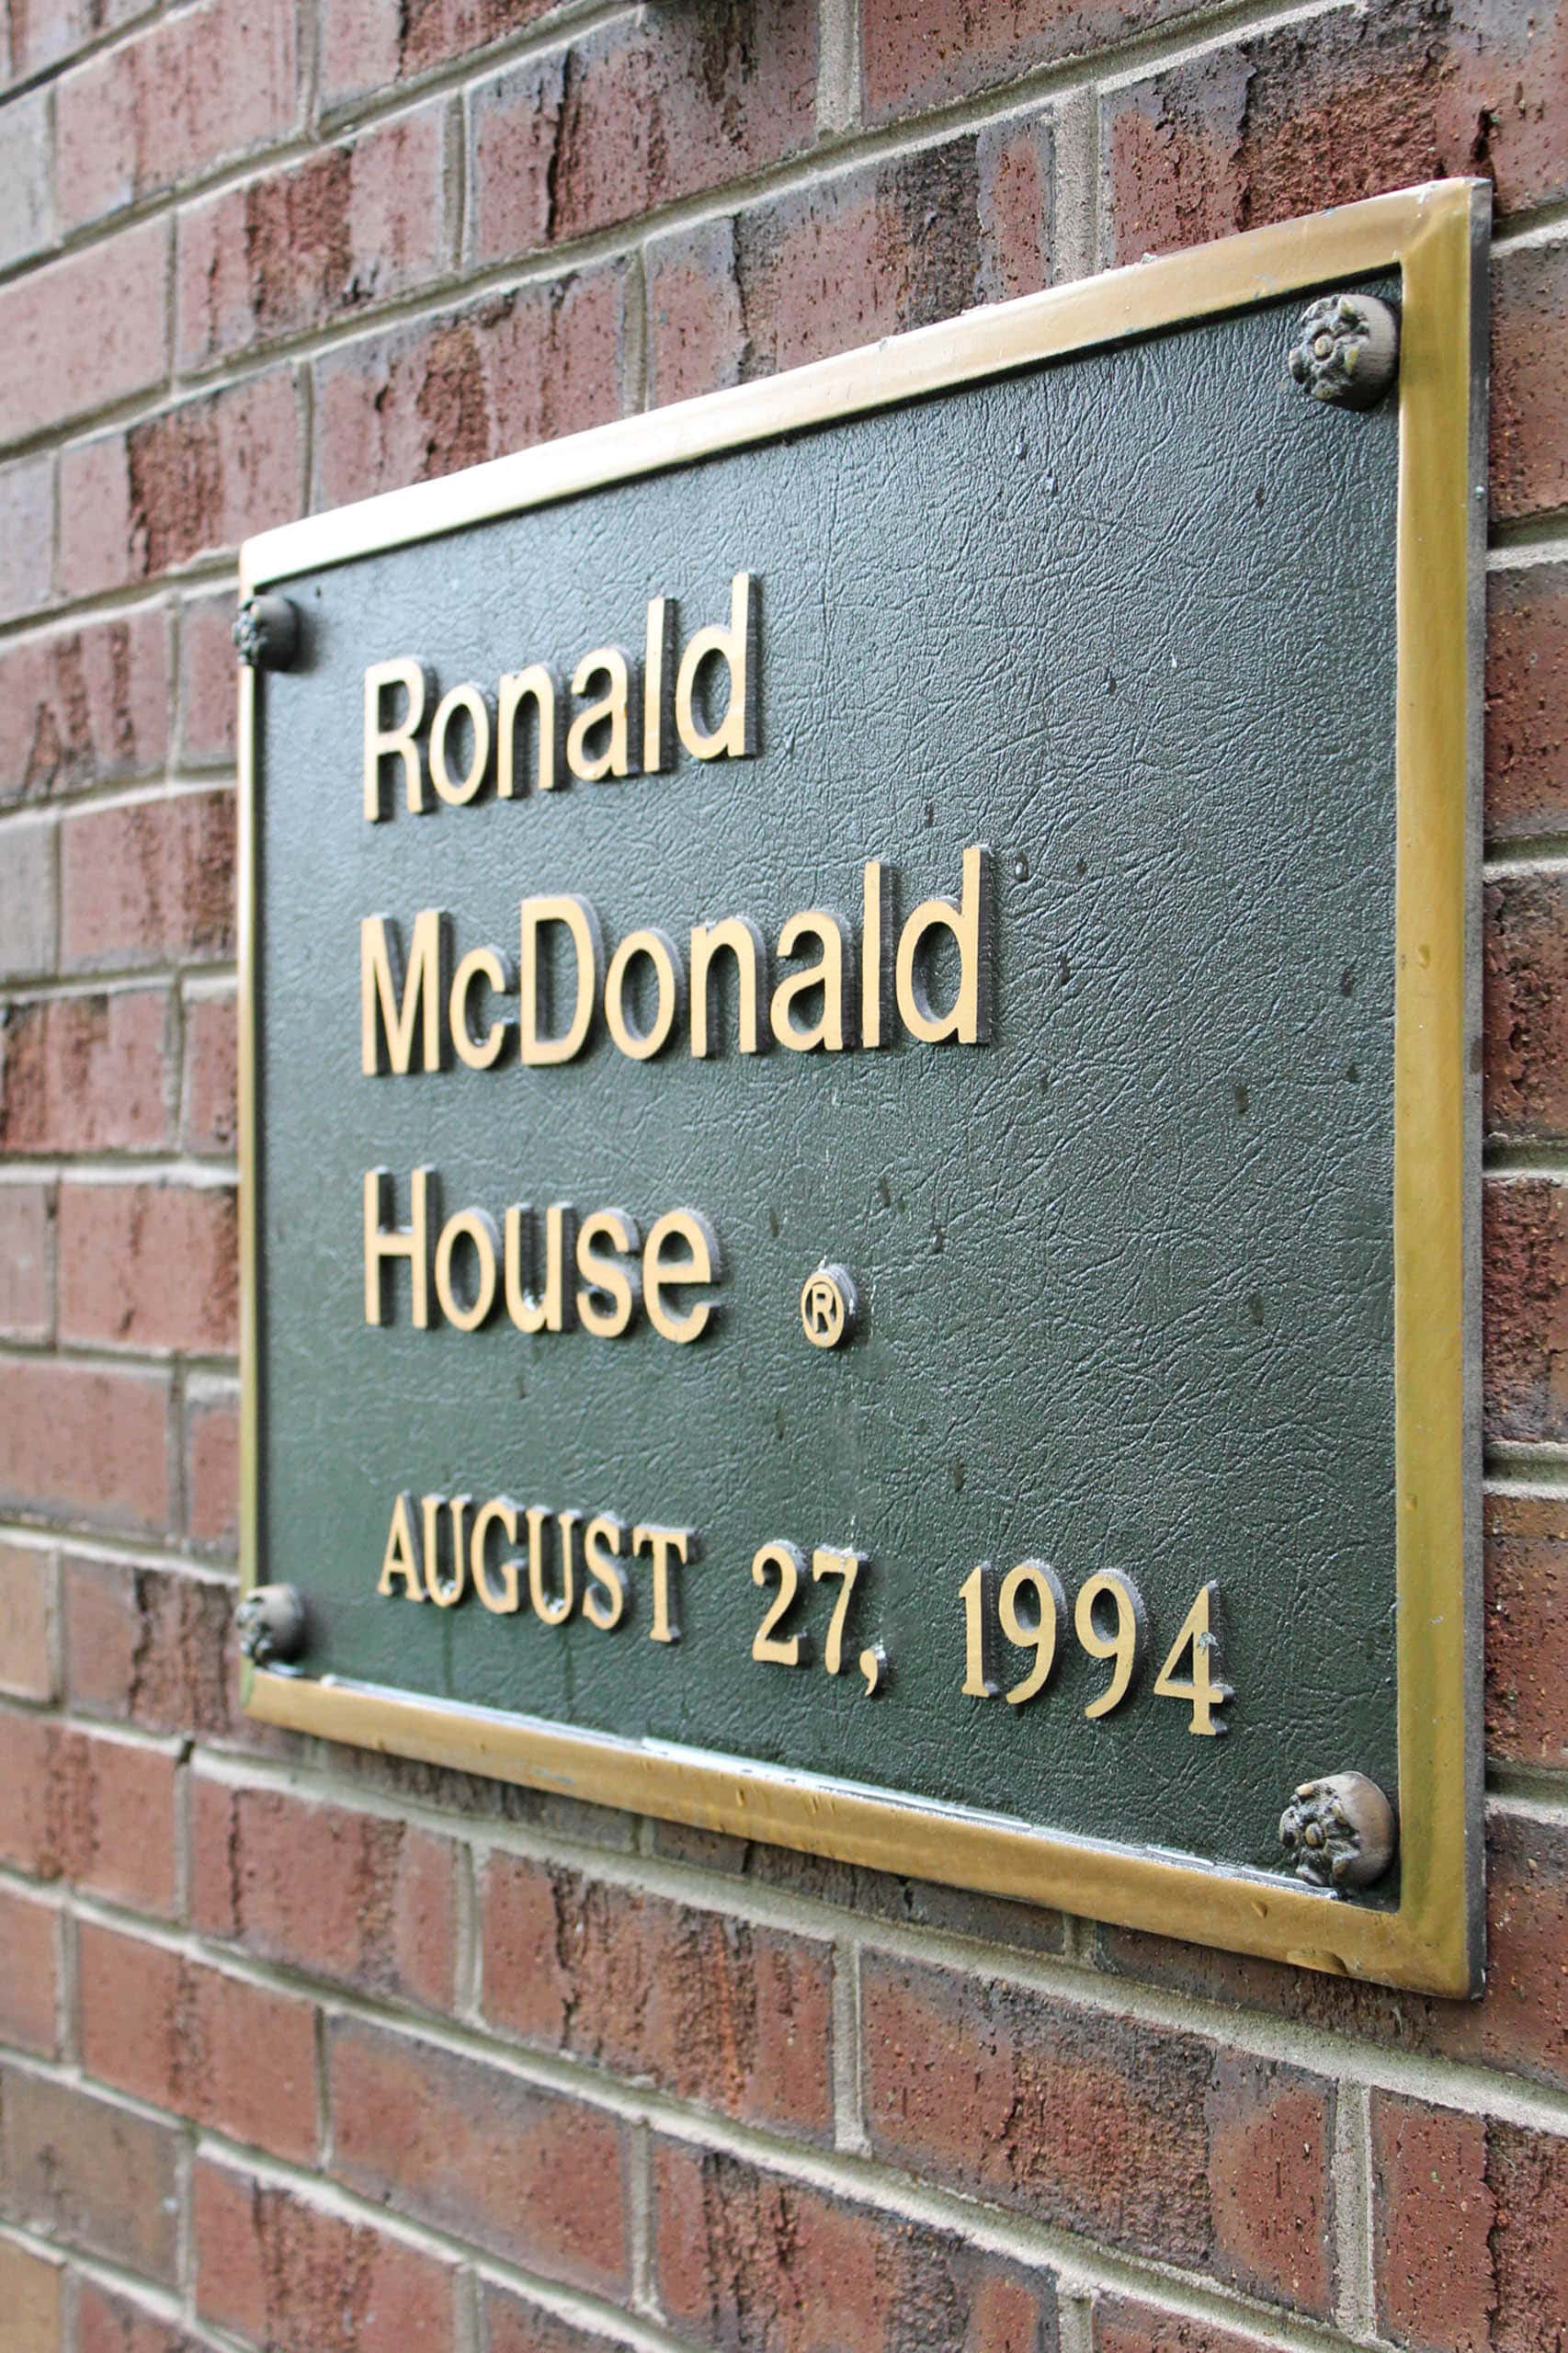 Ronald
McDonald
House ®
AUGUST 27, 1994